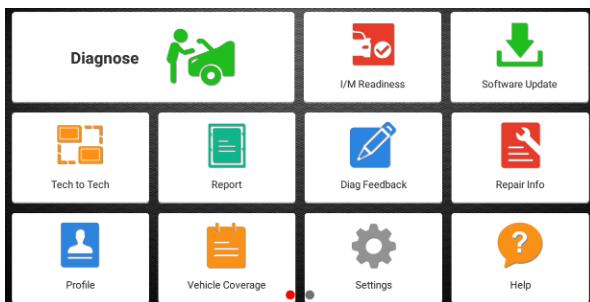 Diagnose
I/M Readiness
Software Update
Tech to Tech
Report
Diag Feedback
Repair Info
Profile
Vehicle Coverage
Settings
?
Help